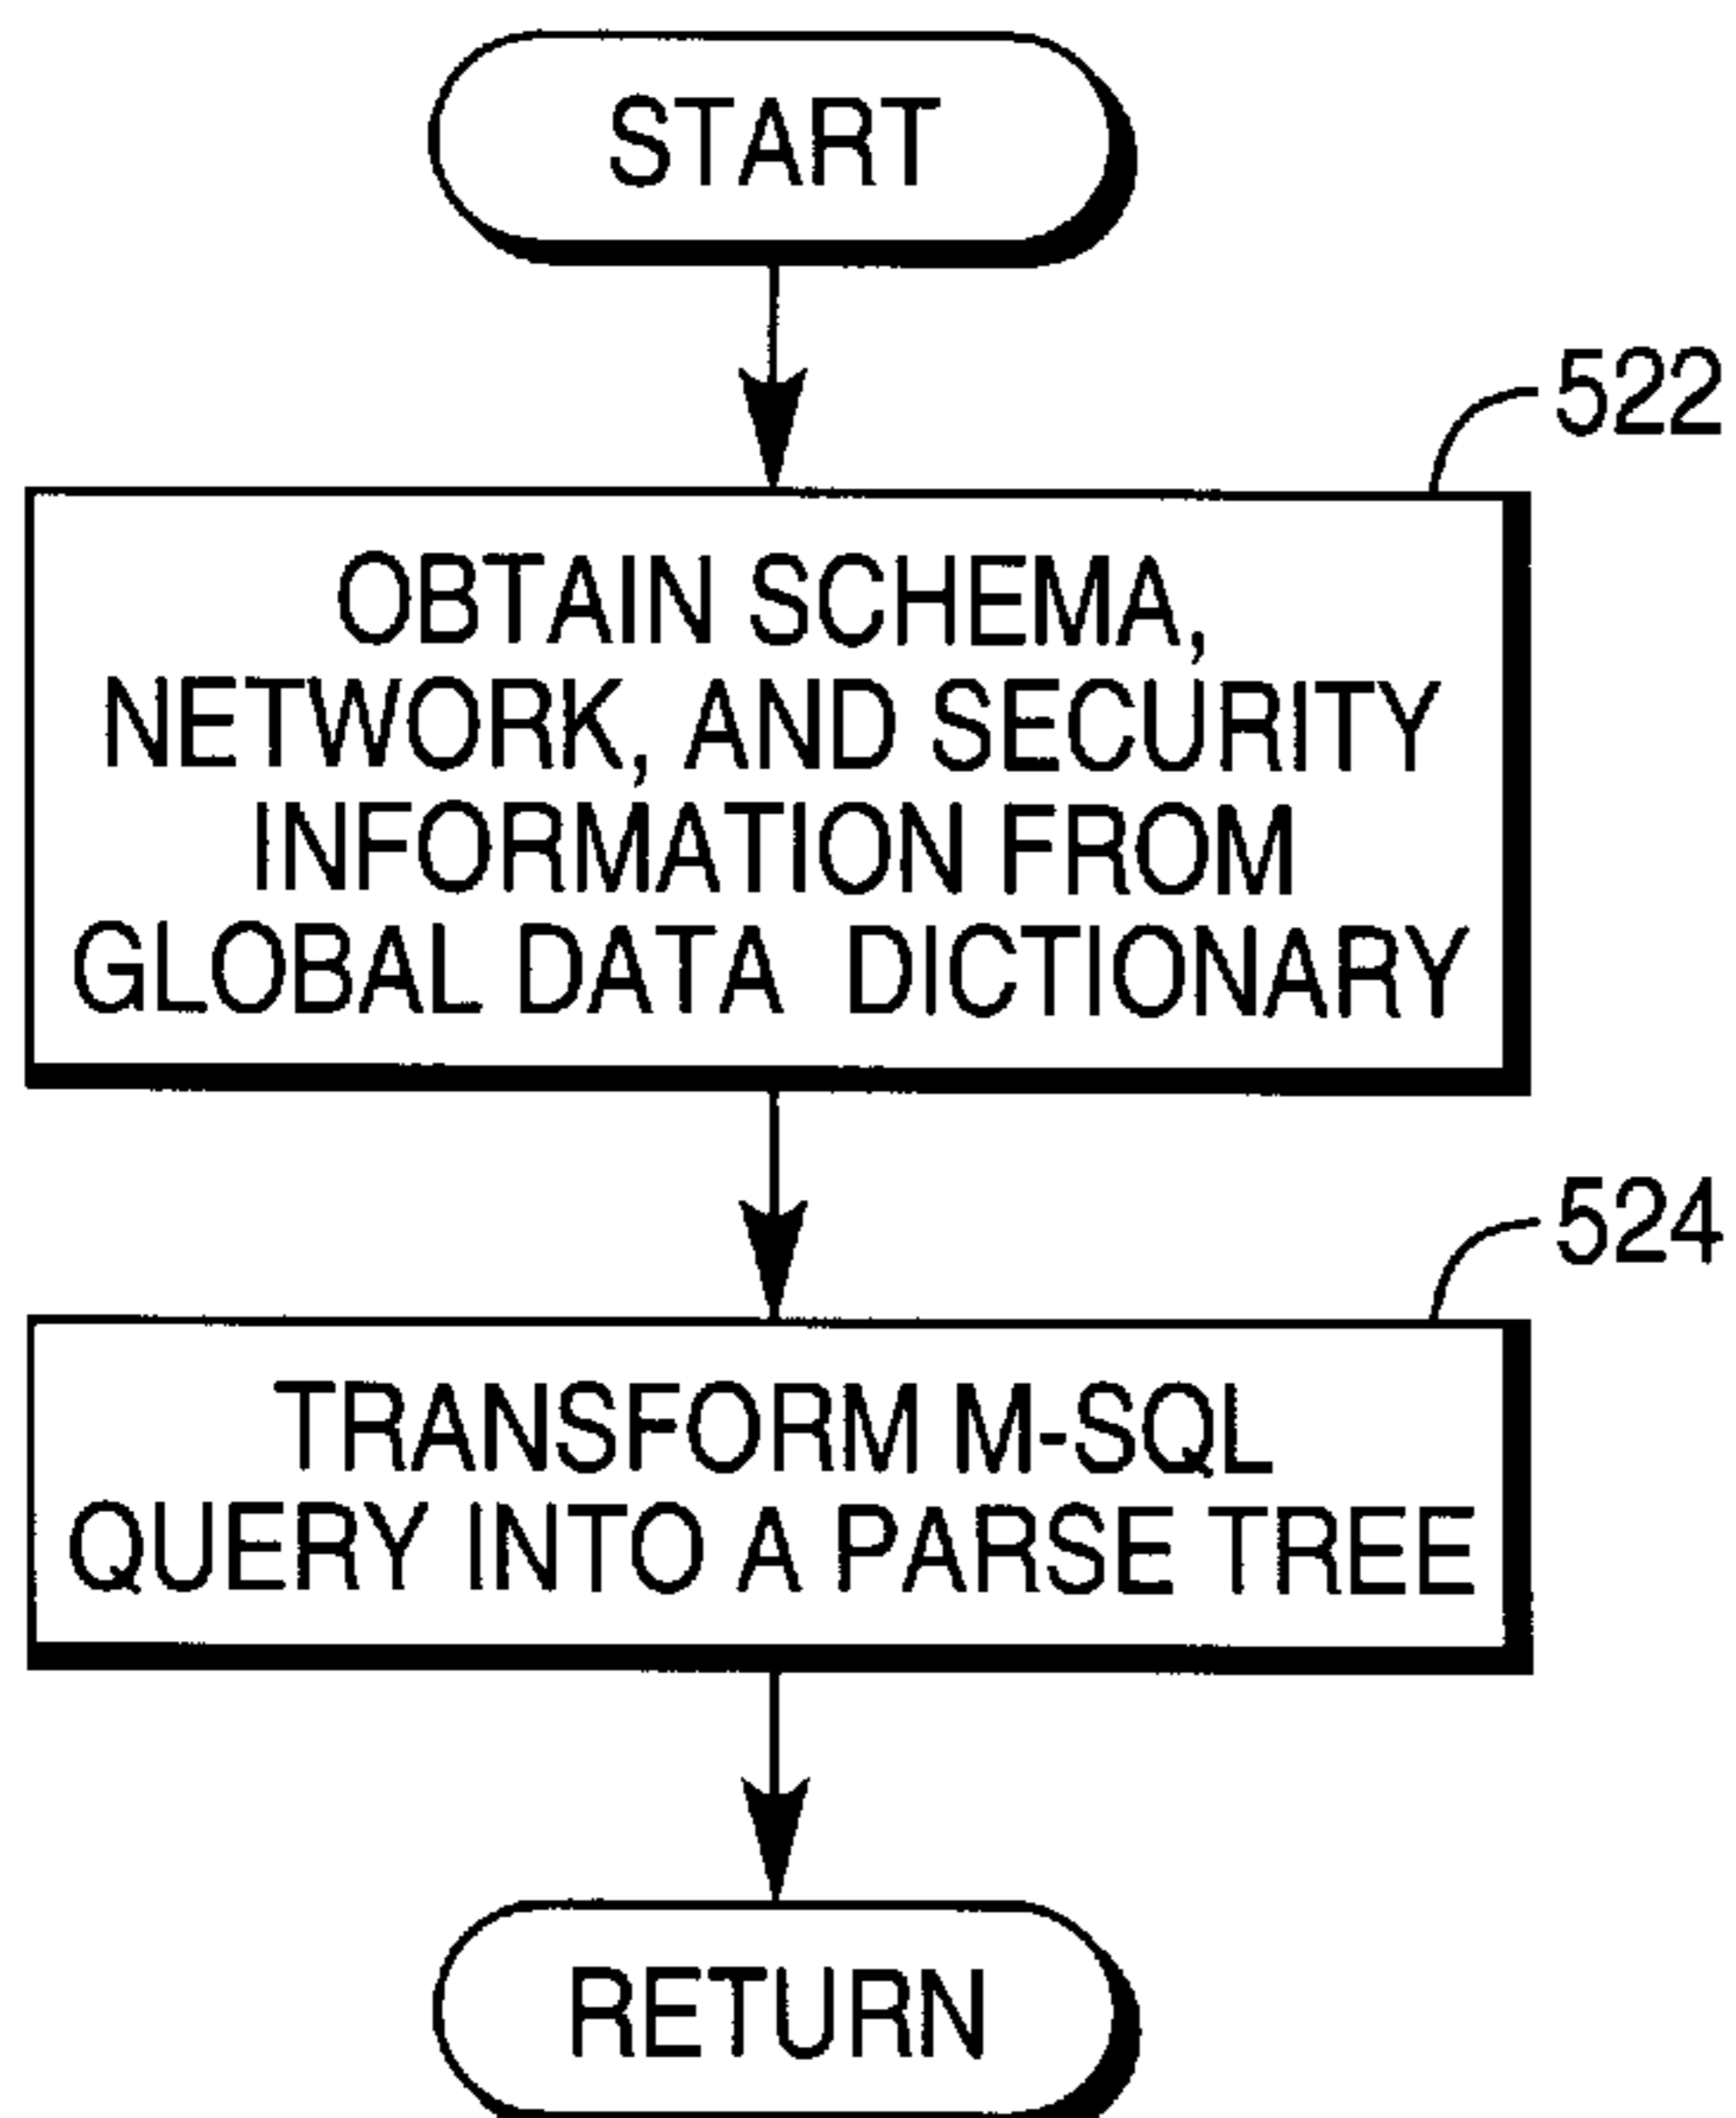 START
522
OBTAIN SCHEMA,
NETWORK, AND SECURITY
INFORMATION FROM
GLOBAL DATA DICTIONARY
524
TRANSFORM M-SQL
QUERY INTO A PARSE TREE
RETURN